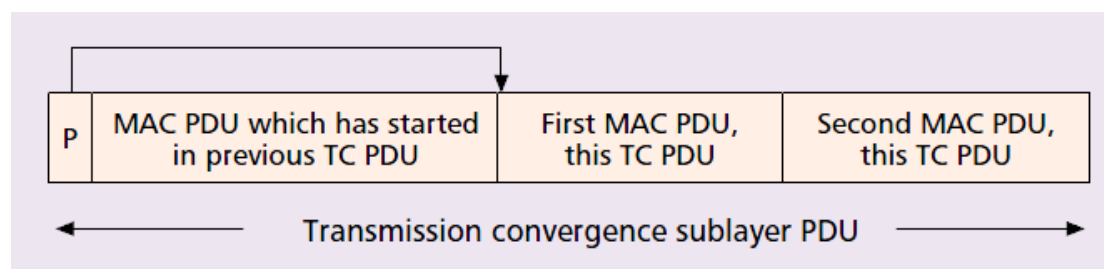 P
MAC PDU which has started
in previous TC PDU
First MAC PDU,
this TC PDU
Second MAC PDU,
this TC PDU
Transmission convergence sublayer PDU